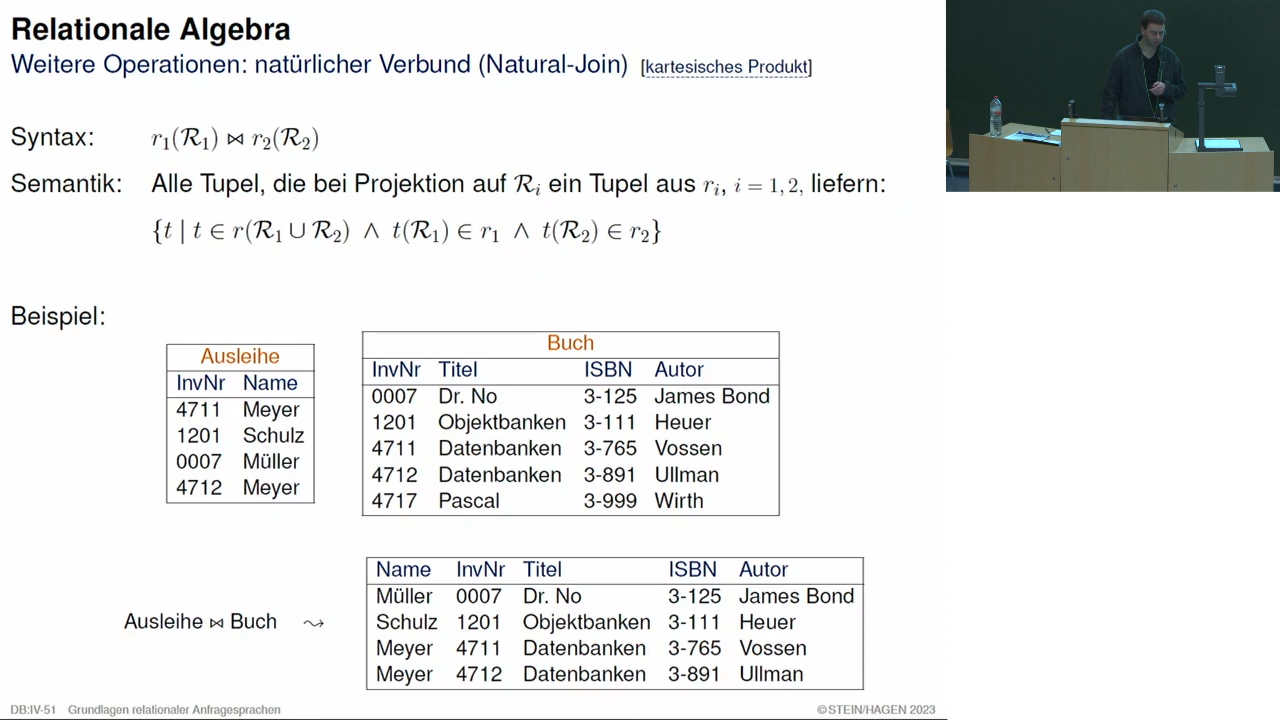 Relationale Algebra
Weitere Operationen: natürlicher Verbund (Natural-Join) [kartesisches Produkt]
Syntax: r₁(ℛ₁) ⋈ r₂(ℛ₂)
Semantik: Alle Tupel, die bei Projektion auf ℛᵢ ein Tupel aus rᵢ, i = 1, 2, liefern:
{t | t ∈ r(ℛ₁ ∪ ℛ₂) ∧ t(ℛ₁) ∈ r₁ ∧ t(ℛ₂) ∈ r₂}
Beispiel:
Ausleihe
InvNr Name
4711 Meyer
1201 Schulz
0007 Müller
4712 Meyer
Buch
InvNr Titel ISBN Autor
0007 Dr. No 3-125 James Bond
1201 Objektbanken 3-111 Heuer
4711 Datenbanken 3-765 Vossen
4712 Datenbanken 3-891 Ullman
4717 Pascal 3-999 Wirth
Ausleihe ⋈ Buch ⤳
Name InvNr Titel ISBN Autor
Müller 0007 Dr. No 3-125 James Bond
Schulz 1201 Objektbanken 3-111 Heuer
Meyer 4711 Datenbanken 3-765 Vossen
Meyer 4712 Datenbanken 3-891 Ullman
DB:IV-51 Grundlagen relationaler Anfragesprachen ©STEIN/HAGEN 2023